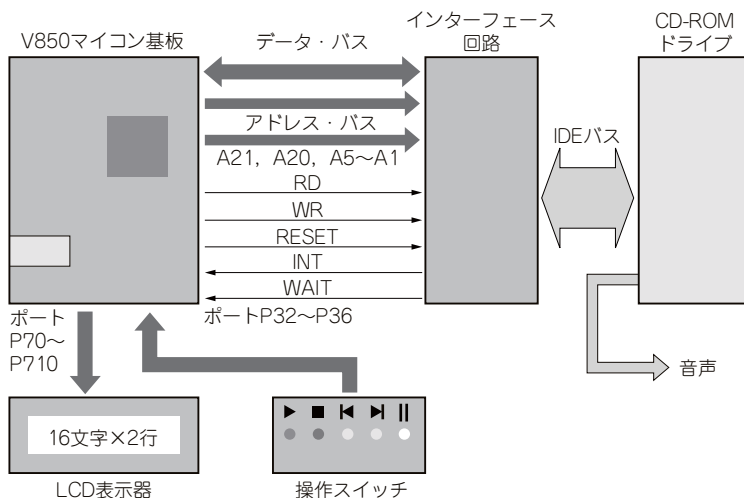 V850マイコン基板
データ・バス
インターフェース
回路
CD-ROM
ドライブ
アドレス・バス
A21, A20, A5～A1
RD
WR
RESET
INT
WAIT
IDEバス
ポート
P70～
P710
ポートP32～P36
音声
16文字×2行
LCD表示器
操作スイッチ